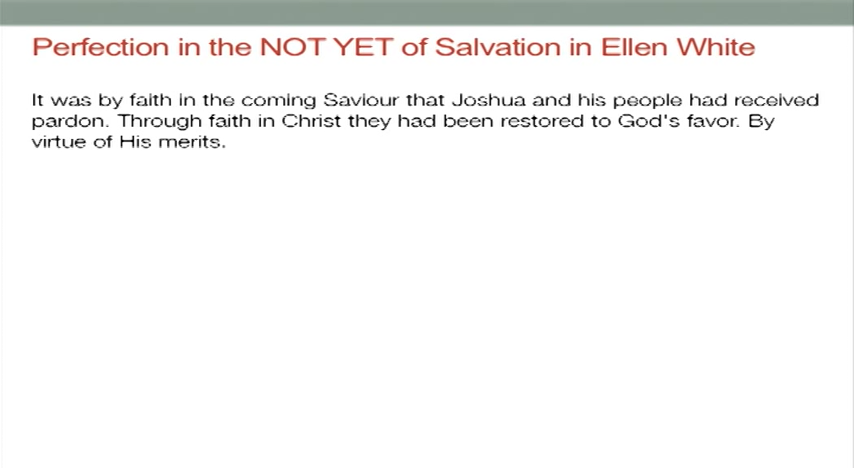 Perfection in the NOT YET of Salvation in Ellen White
It was by faith in the coming Saviour that Joshua and his people had received
pardon. Through faith in Christ they had been restored to God's favor. By
virtue of His merits.